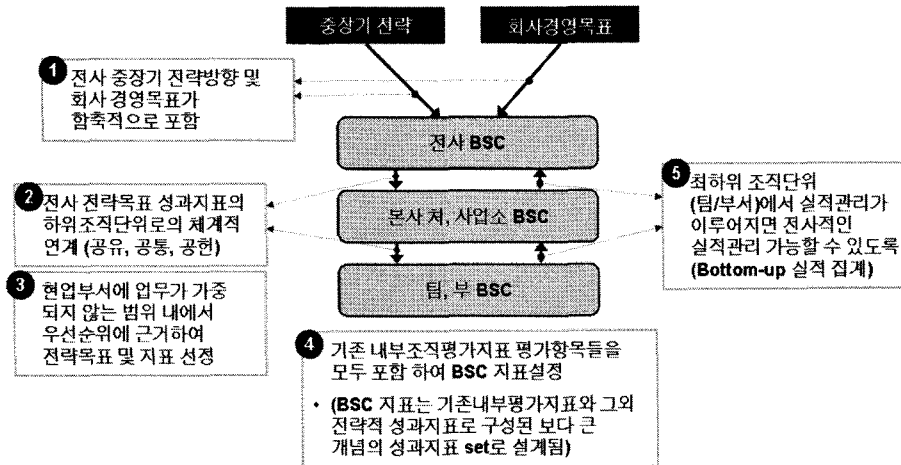 중장기 전략
회사경영목표
1
전사 중장기 전략방향 및
회사 경영목표가
함축적으로 포함
전사 BSC
2
전사 전략목표 성과지표의
하위조직단위로의 체계적
연계 (공유, 공통, 공헌)
본사 처, 사업소 BSC
5
최하위 조직단위
(팀/부서)에서 실적관리가
이루어지면 전사적인
실적관리 가능할 수 있도록
(Bottom-up 실적 집계)
3
현업부서에 업무가 가중
되지 않는 범위 내에서
우선순위에 근거하여
전략목표 및 지표 선정
팀, 부 BSC
4
기존 내부조직평가지표 평가항목들을
모두 포함 하여 BSC 지표설정
• (BSC 지표는 기존내부평가지표와 그외
전략적 성과지표로 구성된 보다 큰
개념의 성과지표 set로 설계됨)